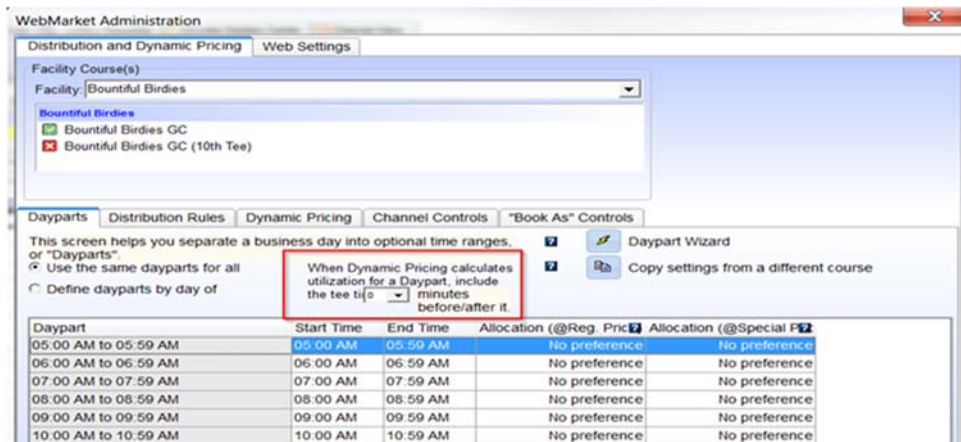 WebMarket Administration
Distribution and Dynamic Pricing Web Settings
Facility Course(s)
Facility: Bountiful Birdies
Bountiful Birdies
Bountiful Birdies GC
Bountiful Birdies GC (10th Tee)
Dayparts Distribution Rules Dynamic Pricing Channel Controls "Book As" Controls
This screen helps you separate a business day into optional time ranges,
or "Dayparts".
Daypart Wizard
Use the same dayparts for all
Define dayparts by day of
When Dynamic Pricing calculates
utilization for a Daypart, include
the tee ti 0 minutes
before/after it.
Copy settings from a different course
Daypart Start Time End Time Allocation (@Reg. Pric Allocation (@Special P
05:00 AM to 05:59 AM 05:00 AM 05:59 AM No preference No preference
06:00 AM to 06:59 AM 06:00 AM 06:59 AM No preference No preference
07:00 AM to 07:59 AM 07:00 AM 07:59 AM No preference No preference
08:00 AM to 08:59 AM 08:00 AM 08:59 AM No preference No preference
09:00 AM to 09:59 AM 09:00 AM 09:59 AM No preference No preference
10:00 AM to 10:59 AM 10:00 AM 10:59 AM No preference No preference